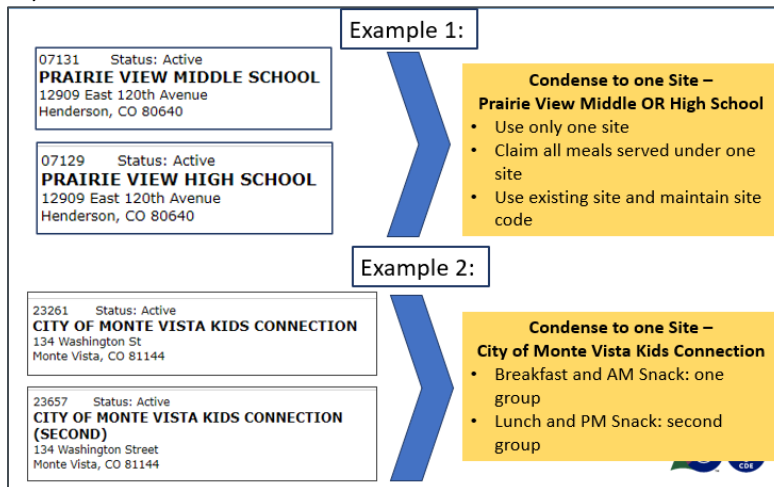 Example 1:
07131 Status: Active
PRAIRIE VIEW MIDDLE SCHOOL
12909 East 120th Avenue
Henderson, CO 80640
07129 Status: Active
PRAIRIE VIEW HIGH SCHOOL
12909 East 120th Avenue
Henderson, CO 80640
Condense to one Site –
Prairie View Middle OR High School
• Use only one site
• Claim all meals served under one
site
• Use existing site and maintain site
code
Example 2:
23261 Status: Active
CITY OF MONTE VISTA KIDS CONNECTION
134 Washington St
Monte Vista, CO 81144
23657 Status: Active
CITY OF MONTE VISTA KIDS CONNECTION
(SECOND)
134 Washington Street
Monte Vista, CO 81144
Condense to one Site –
City of Monte Vista Kids Connection
• Breakfast and AM Snack: one
group
• Lunch and PM Snack: second
group
CDE